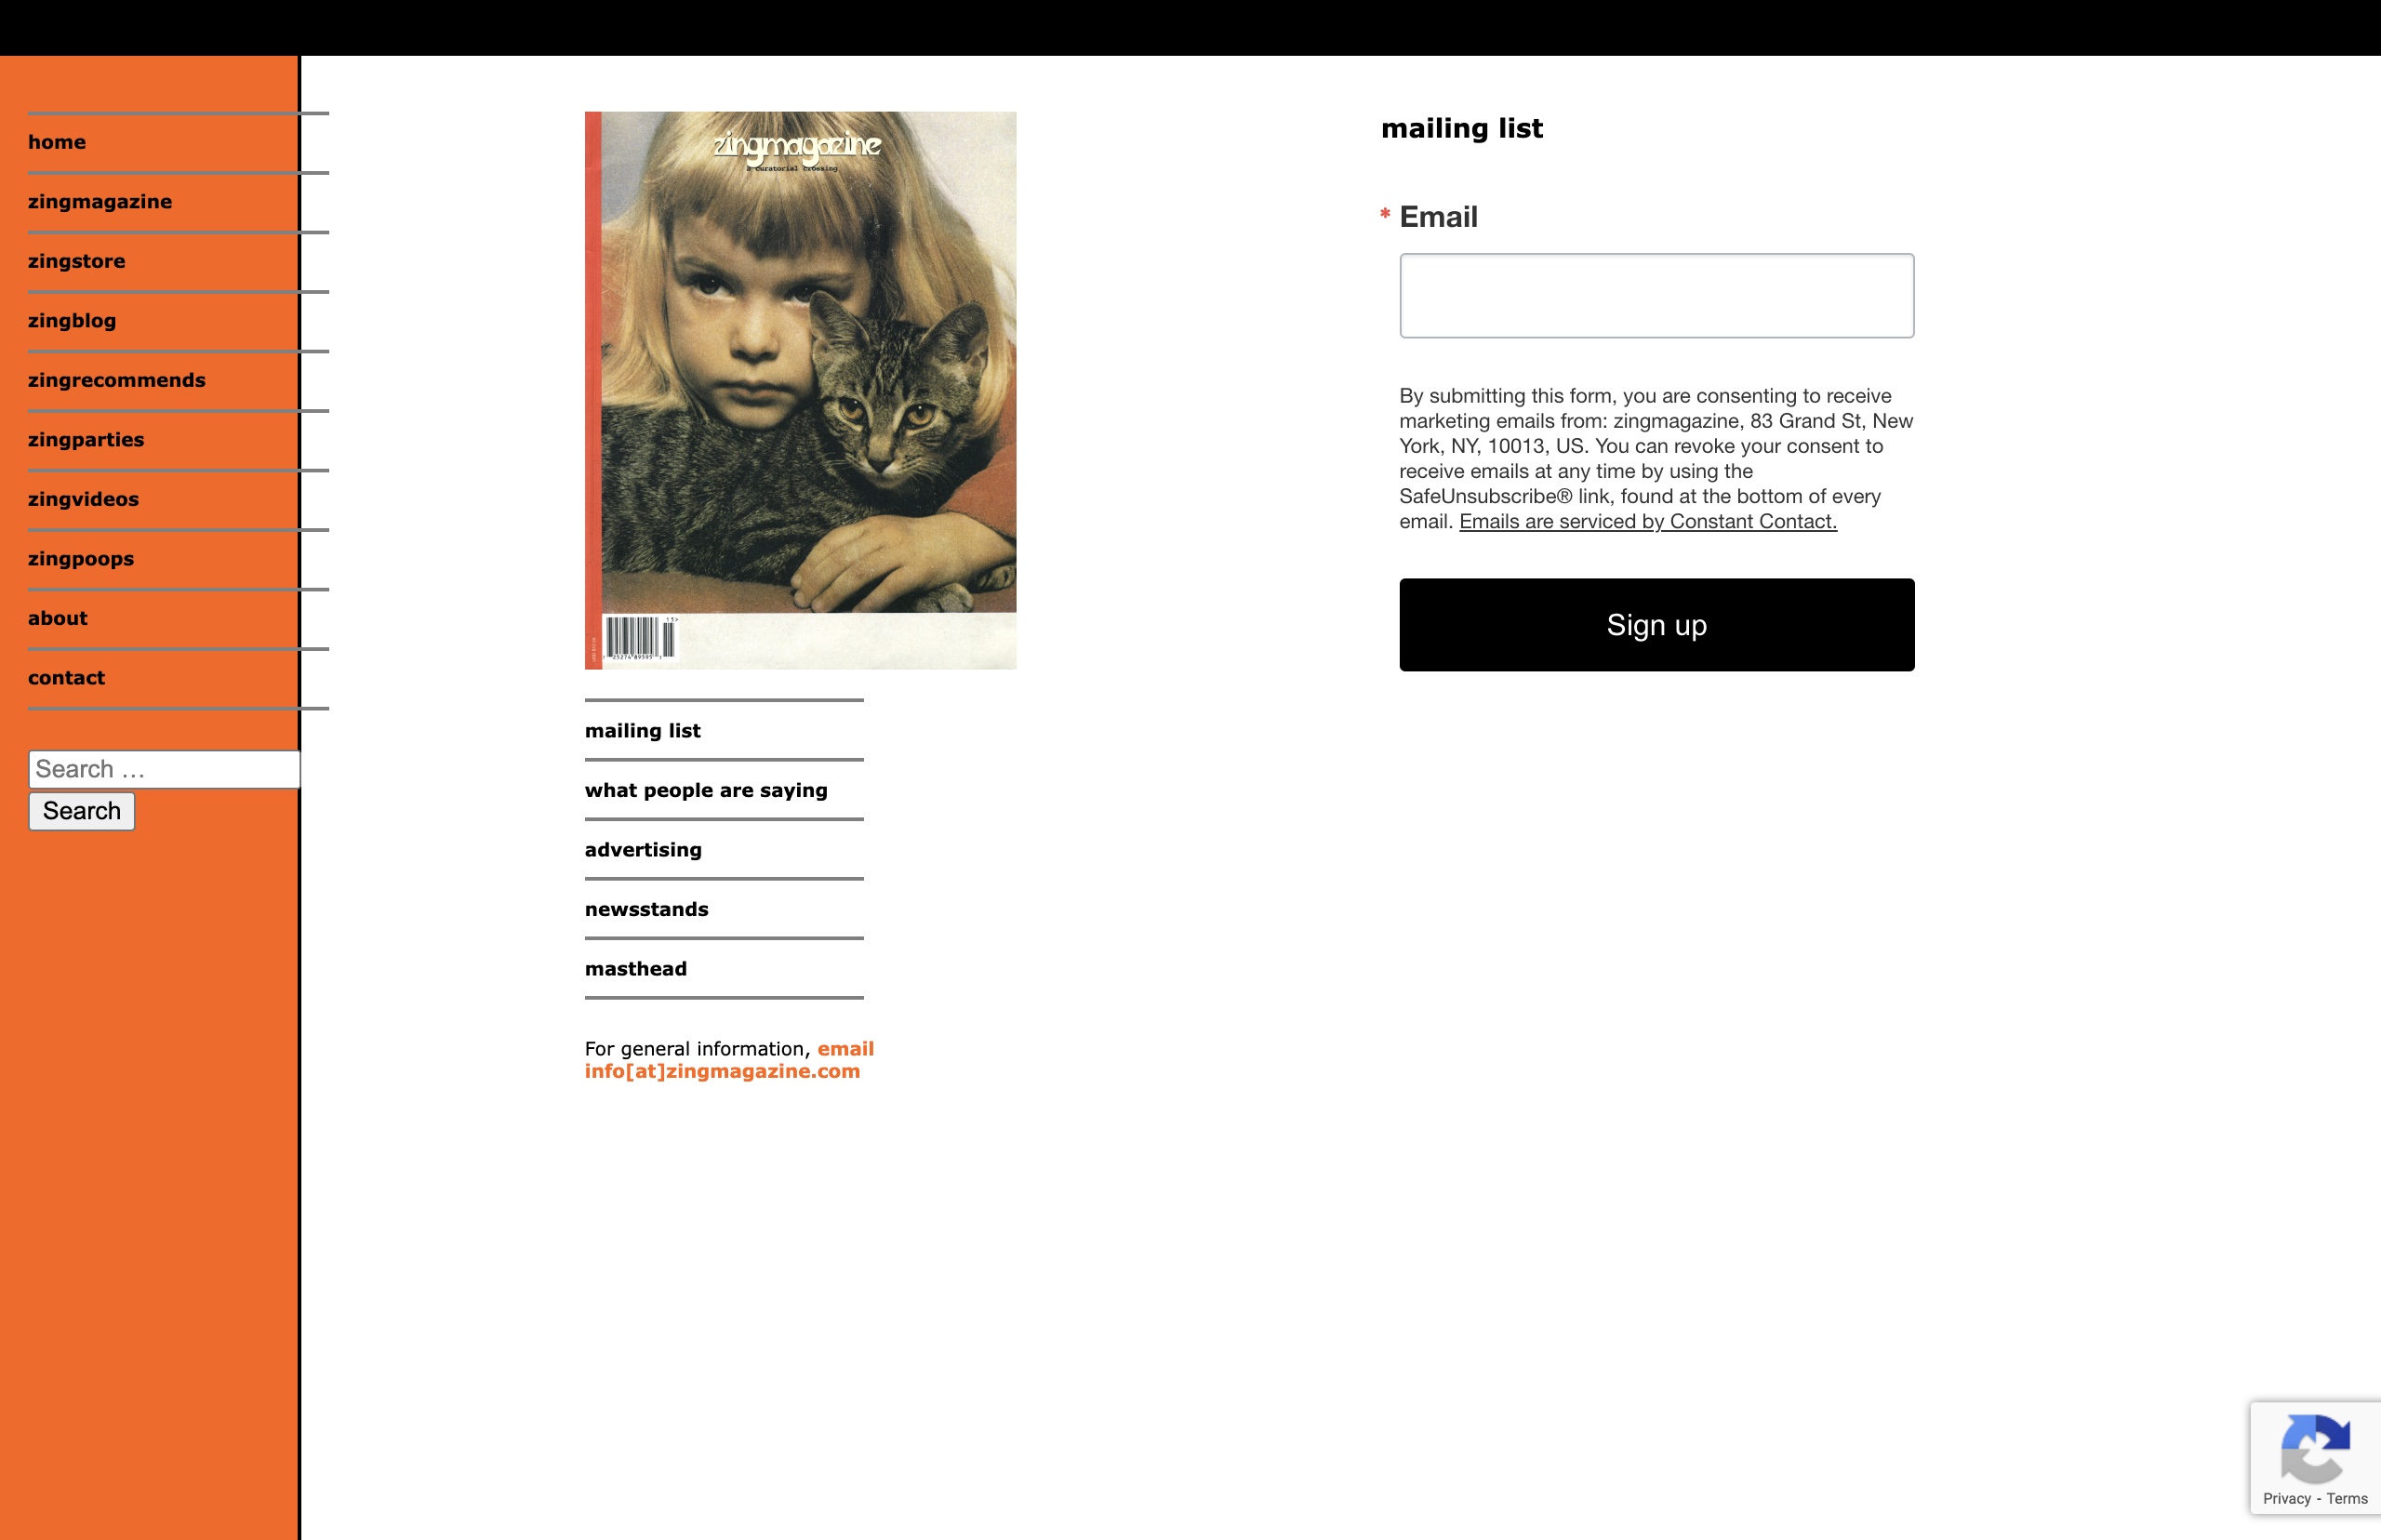 home
zingmagazine
zingstore
zingblog
zingrecommends
zingparties
zingvideos
zingpoops
about
contact
Search …
Search
zingmagazine
a curatorial crossing
mailing list
what people are saying
advertising
newsstands
masthead
For general information, email
info[at]zingmagazine.com
mailing list
* Email
By submitting this form, you are consenting to receive
marketing emails from: zingmagazine, 83 Grand St, New
York, NY, 10013, US. You can revoke your consent to
receive emails at any time by using the
SafeUnsubscribe® link, found at the bottom of every
email. Emails are serviced by Constant Contact.
Sign up
Privacy - Terms